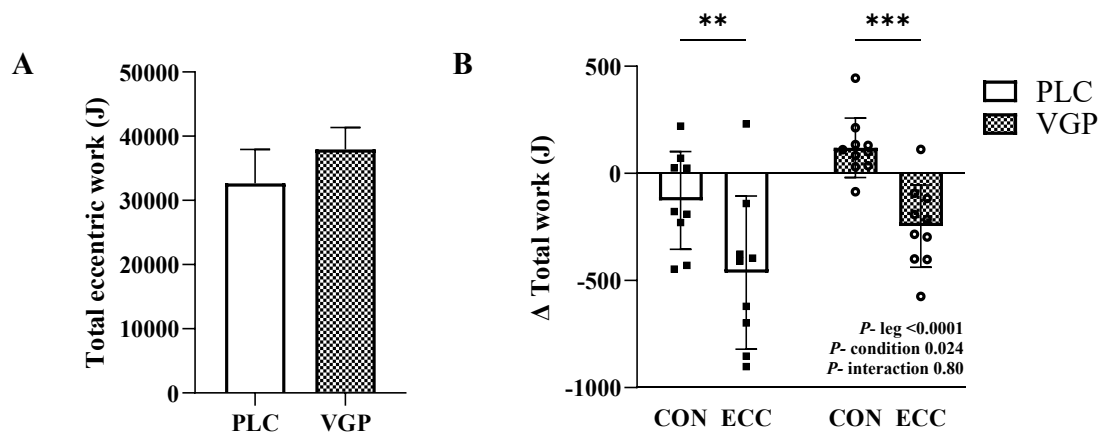 A
Total eccentric work (J)
50000
40000
30000
20000
10000
0
PLC VGP
B
** ***
Δ Total work (J)
500
0
-500
-1000
PLC
VGP
P- leg <0.0001
P- condition 0.024
P- interaction 0.80
CON ECC CON ECC